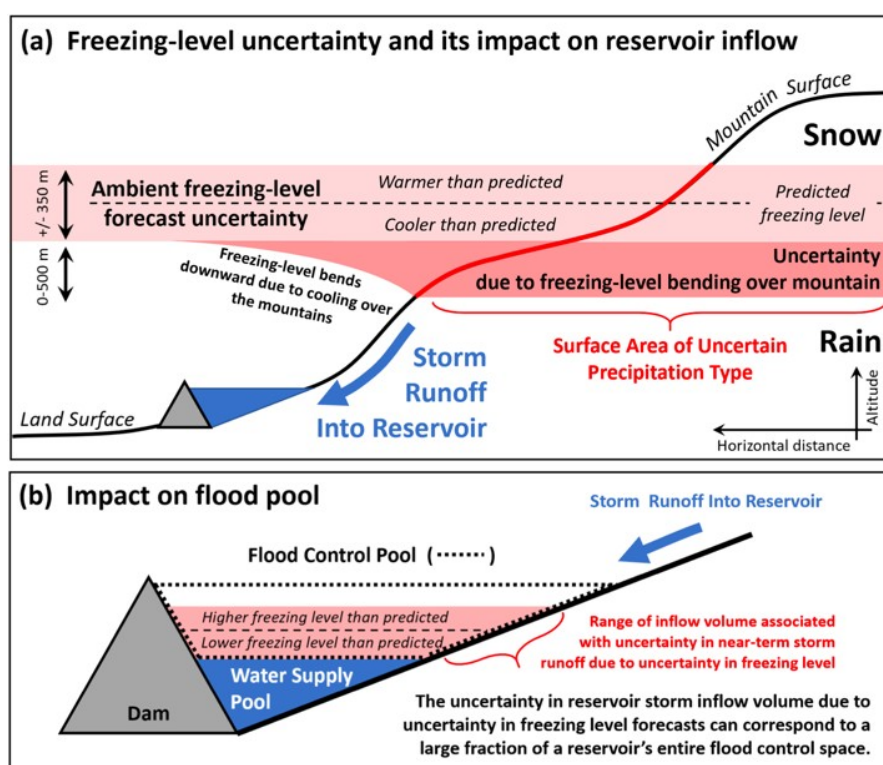 (a) Freezing-level uncertainty and its impact on reservoir inflow
Mountain Surface
Snow
+/- 350 m
Ambient freezing-level
forecast uncertainty
Warmer than predicted
Cooler than predicted
Predicted
freezing level
0-500 m
Freezing-level bends
downward due to cooling over
the mountains
Uncertainty
due to freezing-level bending over mountain
Surface Area of Uncertain
Precipitation Type
Rain
Storm
Runoff
Into Reservoir
Land Surface
Altitude
Horizontal distance
(b) Impact on flood pool
Storm Runoff Into Reservoir
Flood Control Pool ( )
Higher freezing level than predicted
Lower freezing level than predicted
Range of inflow volume associated
with uncertainty in near-term storm
runoff due to uncertainty in freezing level
Water Supply
Pool
Dam
The uncertainty in reservoir storm inflow volume due to
uncertainty in freezing level forecasts can correspond to a
large fraction of a reservoir's entire flood control space.